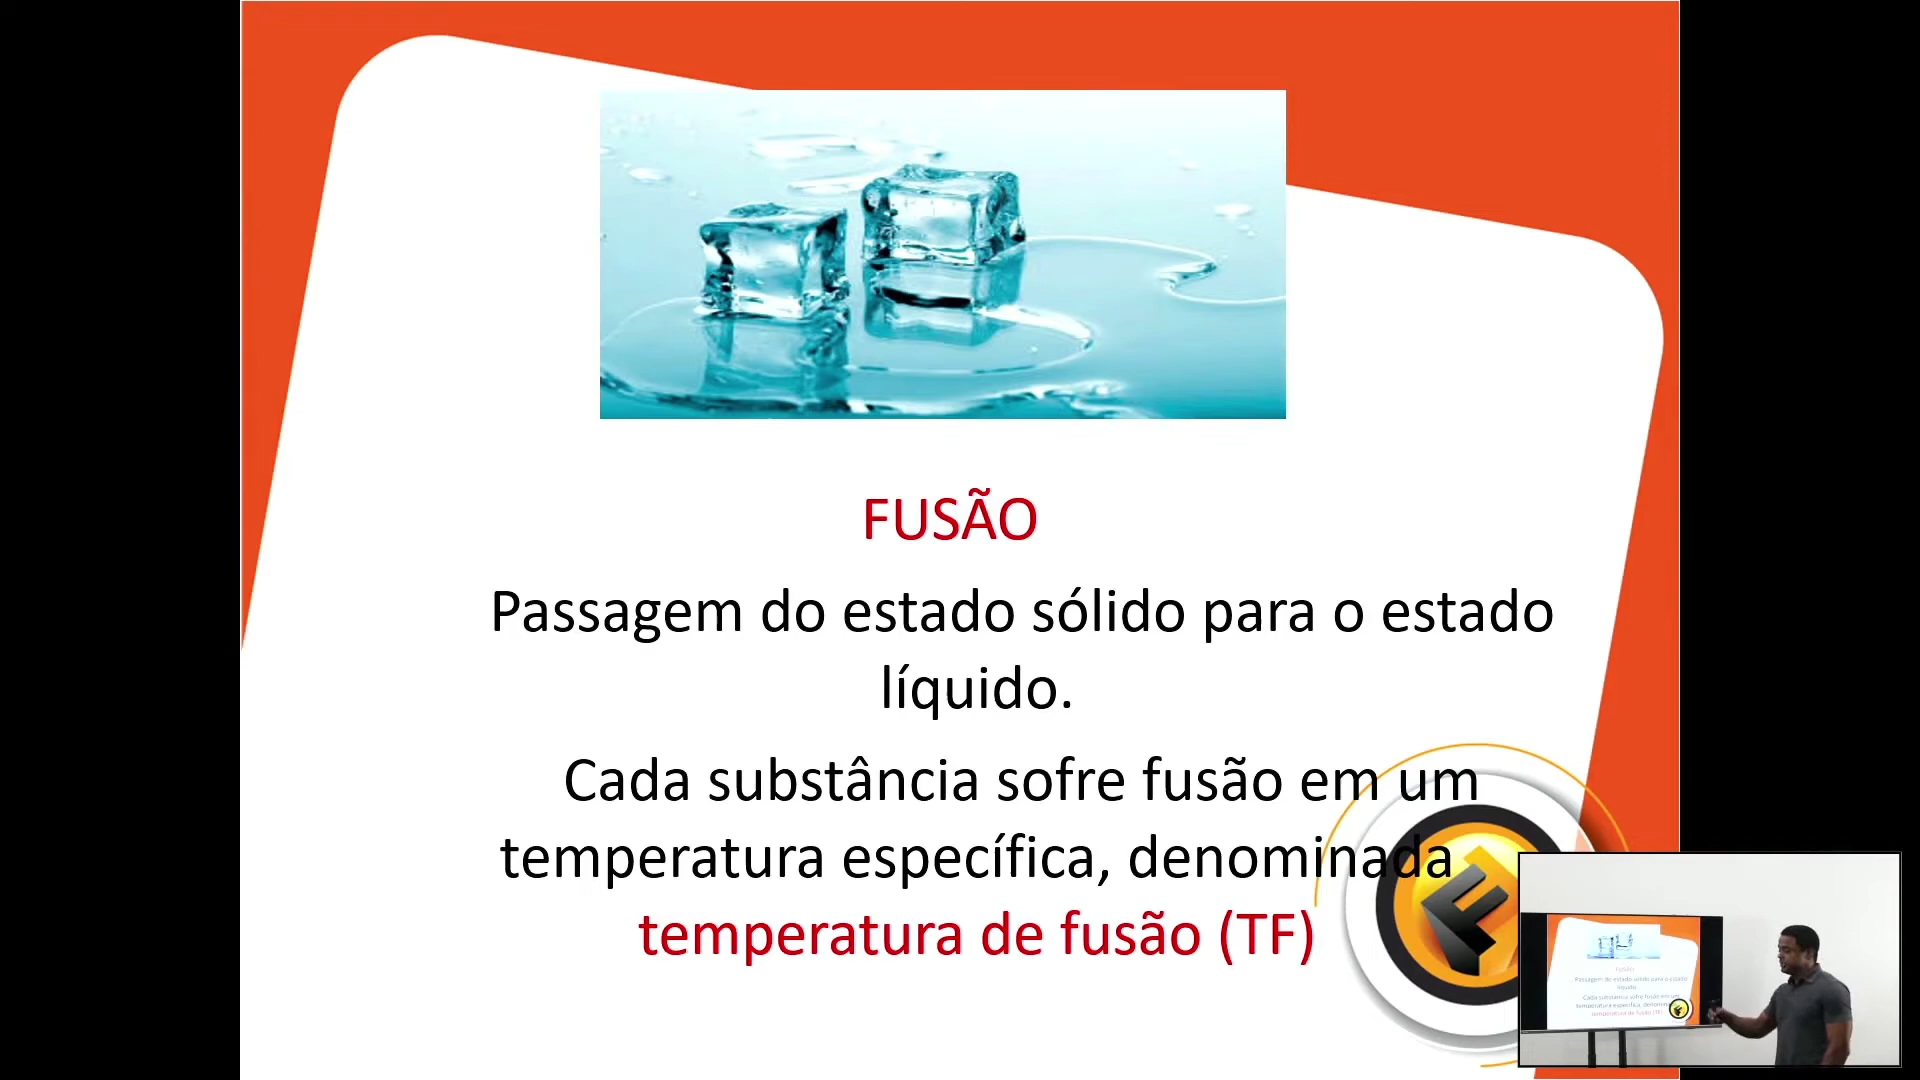 FUSÃO
Passagem do estado sólido para o estado
líquido.
Cada substância sofre fusão em um
temperatura específica, denominada
temperatura de fusão (TF)